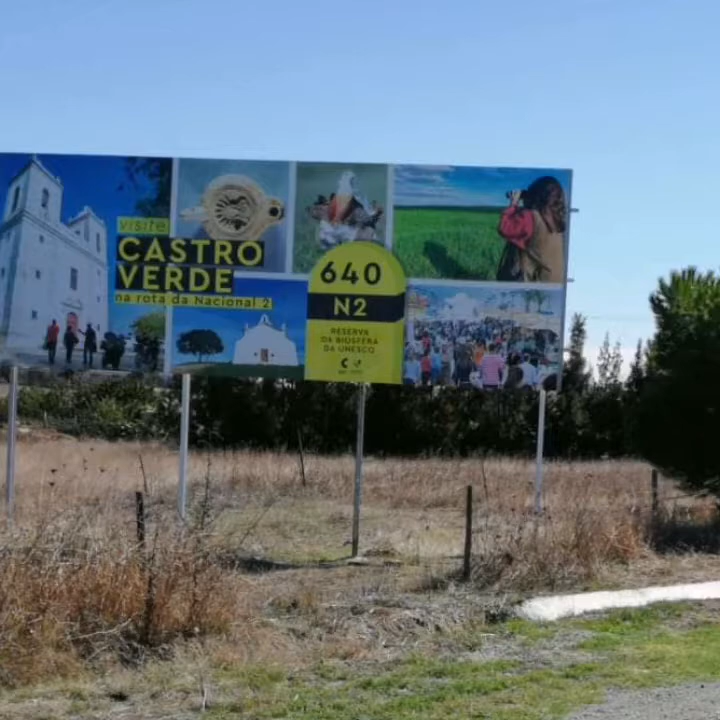 visite
CASTRO
VERDE
na rota da Nacional 2
640
N2
RESERVA
DA BIOSFERA
DA UNESCO